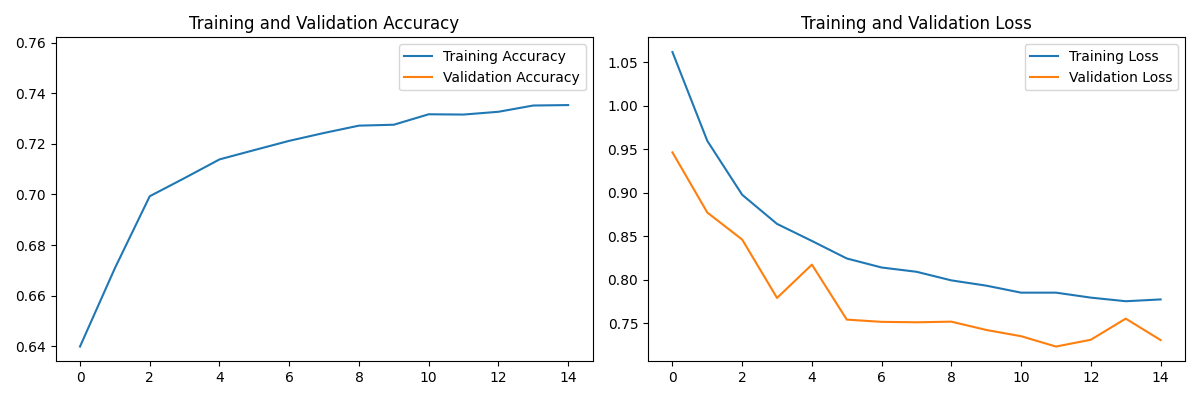 Training and Validation Accuracy
0.76
0.74
0.72
0.70
0.68
0.66
0.64
Training Accuracy
Validation Accuracy
0 2 4 6 8 10 12 14
Training and Validation Loss
1.05
1.00
0.95
0.90
0.85
0.80
0.75
Training Loss
Validation Loss
0 2 4 6 8 10 12 14